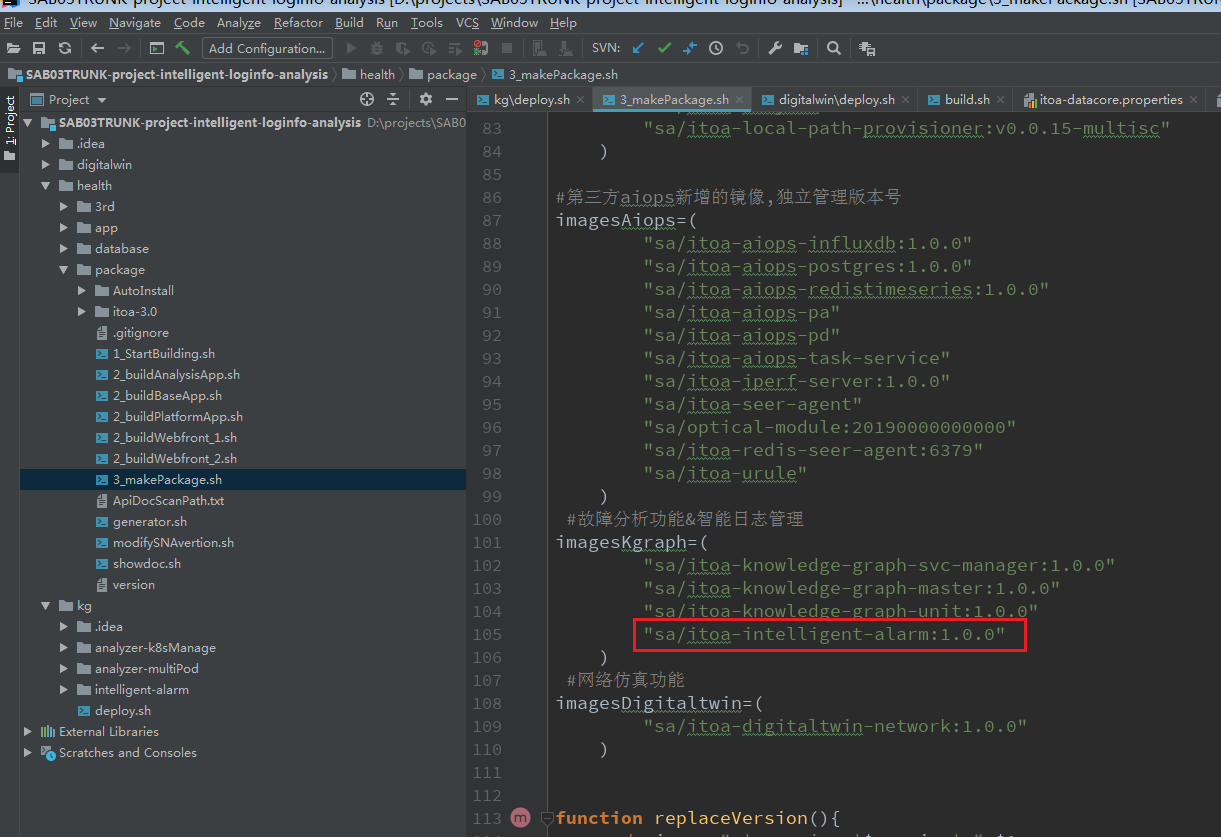 SAB03TRUNK-project-intelligent-loginfo-analysis [D:\projects\SAB03TRUNK-project-intelligent-loginfo-analysis] - ...\health\package\3_makePackage.sh [SAB03TRUNK
File Edit View Navigate Code Analyze Refactor Build Run Tools VCS Window Help
Add Configuration... SVN:
SAB03TRUNK-project-intelligent-loginfo-analysis health package 3_makePackage.sh
1: Project
Project
SAB03TRUNK-project-intelligent-loginfo-analysis D:\projects\SAB0
.idea
digitalwin
health
3rd
app
database
package
AutoInstall
itoa-3.0
.gitignore
1_StartBuilding.sh
2_buildAnalysisApp.sh
2_buildBaseApp.sh
2_buildPlatformApp.sh
2_buildWebfront_1.sh
2_buildWebfront_2.sh
3_makePackage.sh
ApiDocScanPath.txt
generator.sh
modifySNAvertion.sh
showdoc.sh
version
kg
.idea
analyzer-k8sManage
analyzer-multiPod
intelligent-alarm
deploy.sh
External Libraries
Scratches and Consoles
kg\deploy.sh 3_makePackage.sh digitalwin\deploy.sh build.sh itoa-datacore.properties
83 "sa/itoa-local-path-provisioner:v0.0.15-multisc"
84 )
85
86 #第三方aiops新增的镜像,独立管理版本号
87 imagesAiops=(
88 "sa/itoa-aiops-influxdb:1.0.0"
89 "sa/itoa-aiops-postgres:1.0.0"
90 "sa/itoa-aiops-redistimeseries:1.0.0"
91 "sa/itoa-aiops-pa"
92 "sa/itoa-aiops-pd"
93 "sa/itoa-aiops-task-service"
94 "sa/itoa-iperf-server:1.0.0"
95 "sa/itoa-seer-agent"
96 "sa/optical-module:20190000000000"
97 "sa/itoa-redis-seer-agent:6379"
98 "sa/itoa-urule"
99 )
100 #故障分析功能&智能日志管理
101 imagesKgraph=(
102 "sa/itoa-knowledge-graph-svc-manager:1.0.0"
103 "sa/itoa-knowledge-graph-master:1.0.0"
104 "sa/itoa-knowledge-graph-unit:1.0.0"
105 "sa/itoa-intelligent-alarm:1.0.0"
106 )
107 #网络仿真功能
108 imagesDigitaltwin=(
109 "sa/itoa-digitaltwin-network:1.0.0"
110 )
111
112
113 m function replaceVersion(){